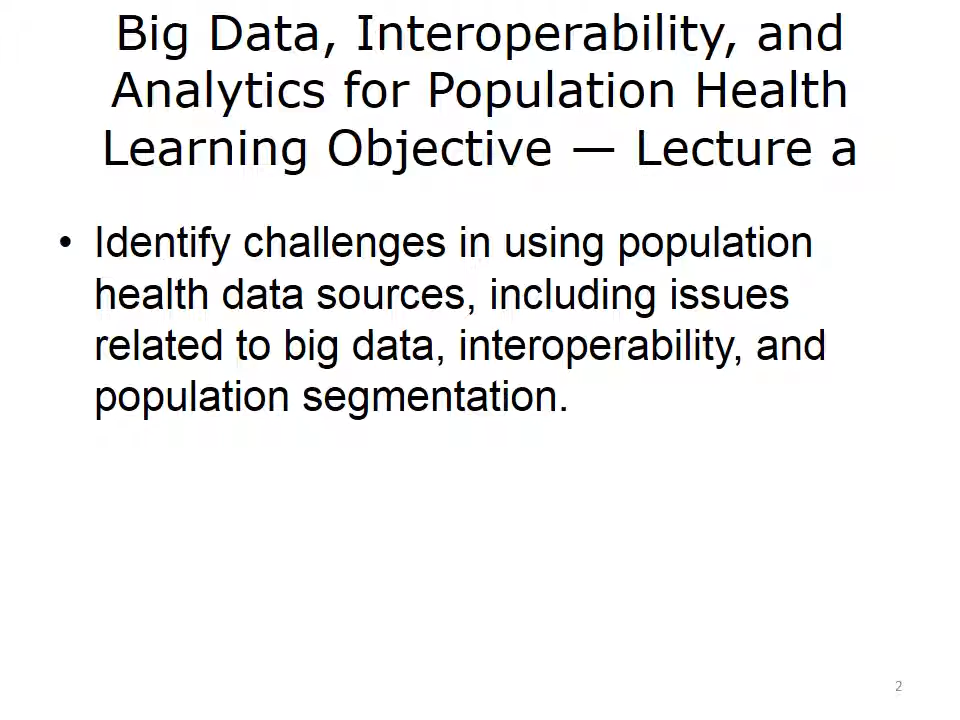 Big Data, Interoperability, and
Analytics for Population Health
Learning Objective — Lecture a
• Identify challenges in using population
health data sources, including issues
related to big data, interoperability, and
population segmentation.
2